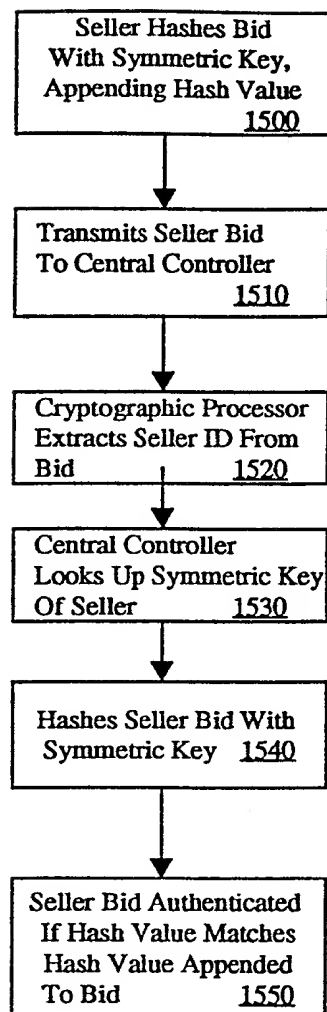 Seller Hashes Bid
With Symmetric Key,
Appending Hash Value
1500
Transmits Seller Bid
To Central Controller
1510
Cryptographic Processor
Extracts Seller ID From
Bid 1520
Central Controller
Looks Up Symmetric Key
Of Seller 1530
Hashes Seller Bid With
Symmetric Key 1540
Seller Bid Authenticated
If Hash Value Matches
Hash Value Appended
To Bid 1550